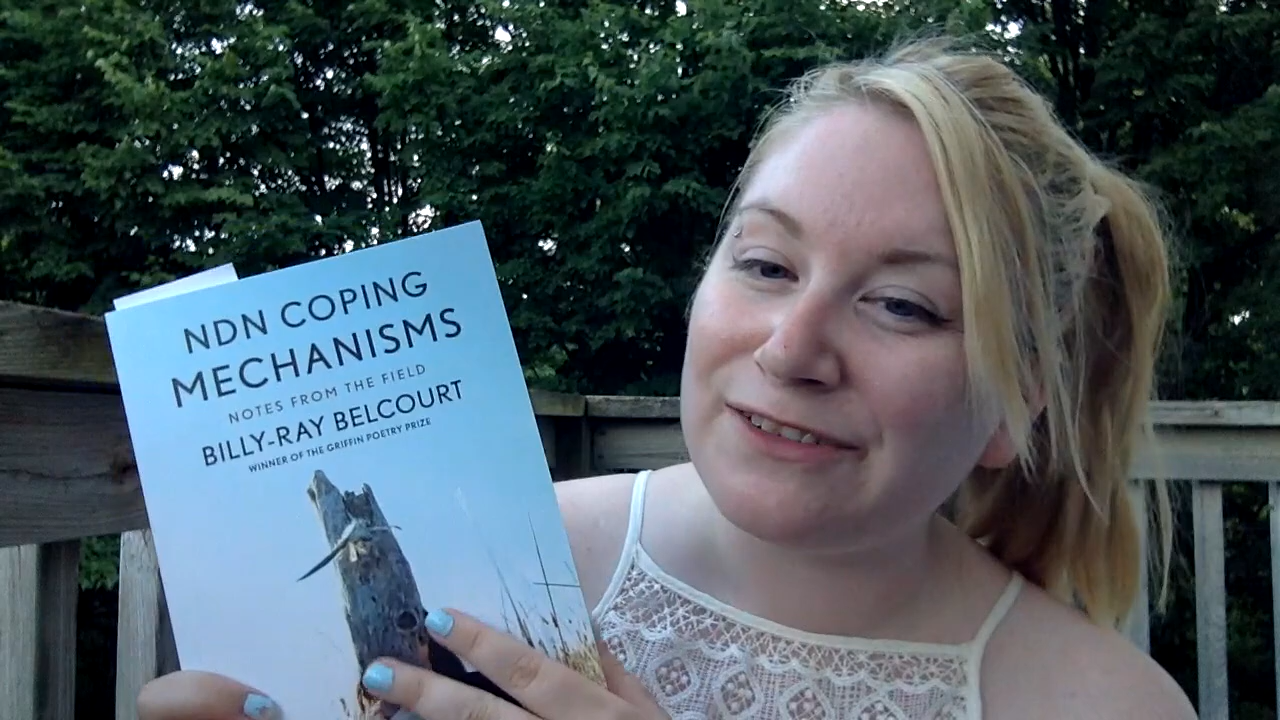 NDN COPING
MECHANISMS
NOTES FROM THE FIELD
BILLY-RAY BELCOURT
WINNER OF THE GRIFFIN POETRY PRIZE